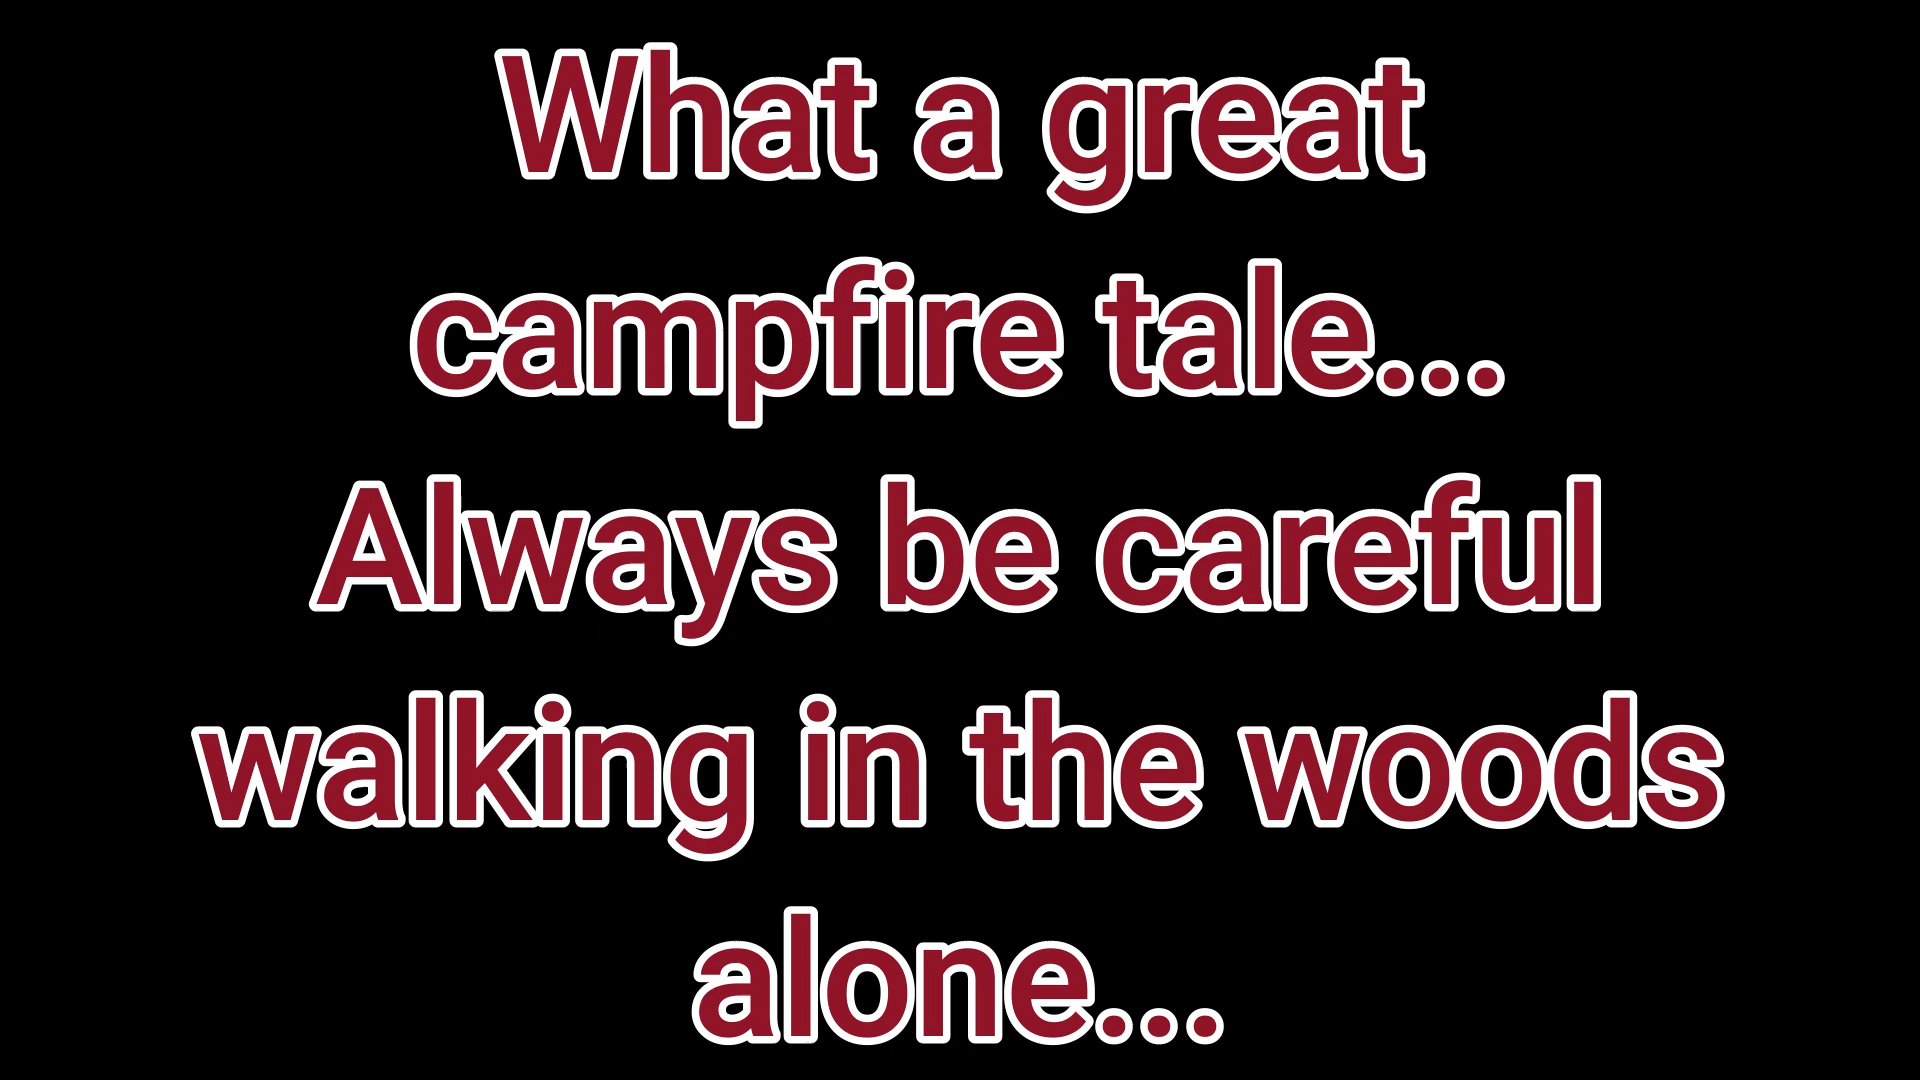 What a great
campfire tale...
Always be careful
walking in the woods
alone...